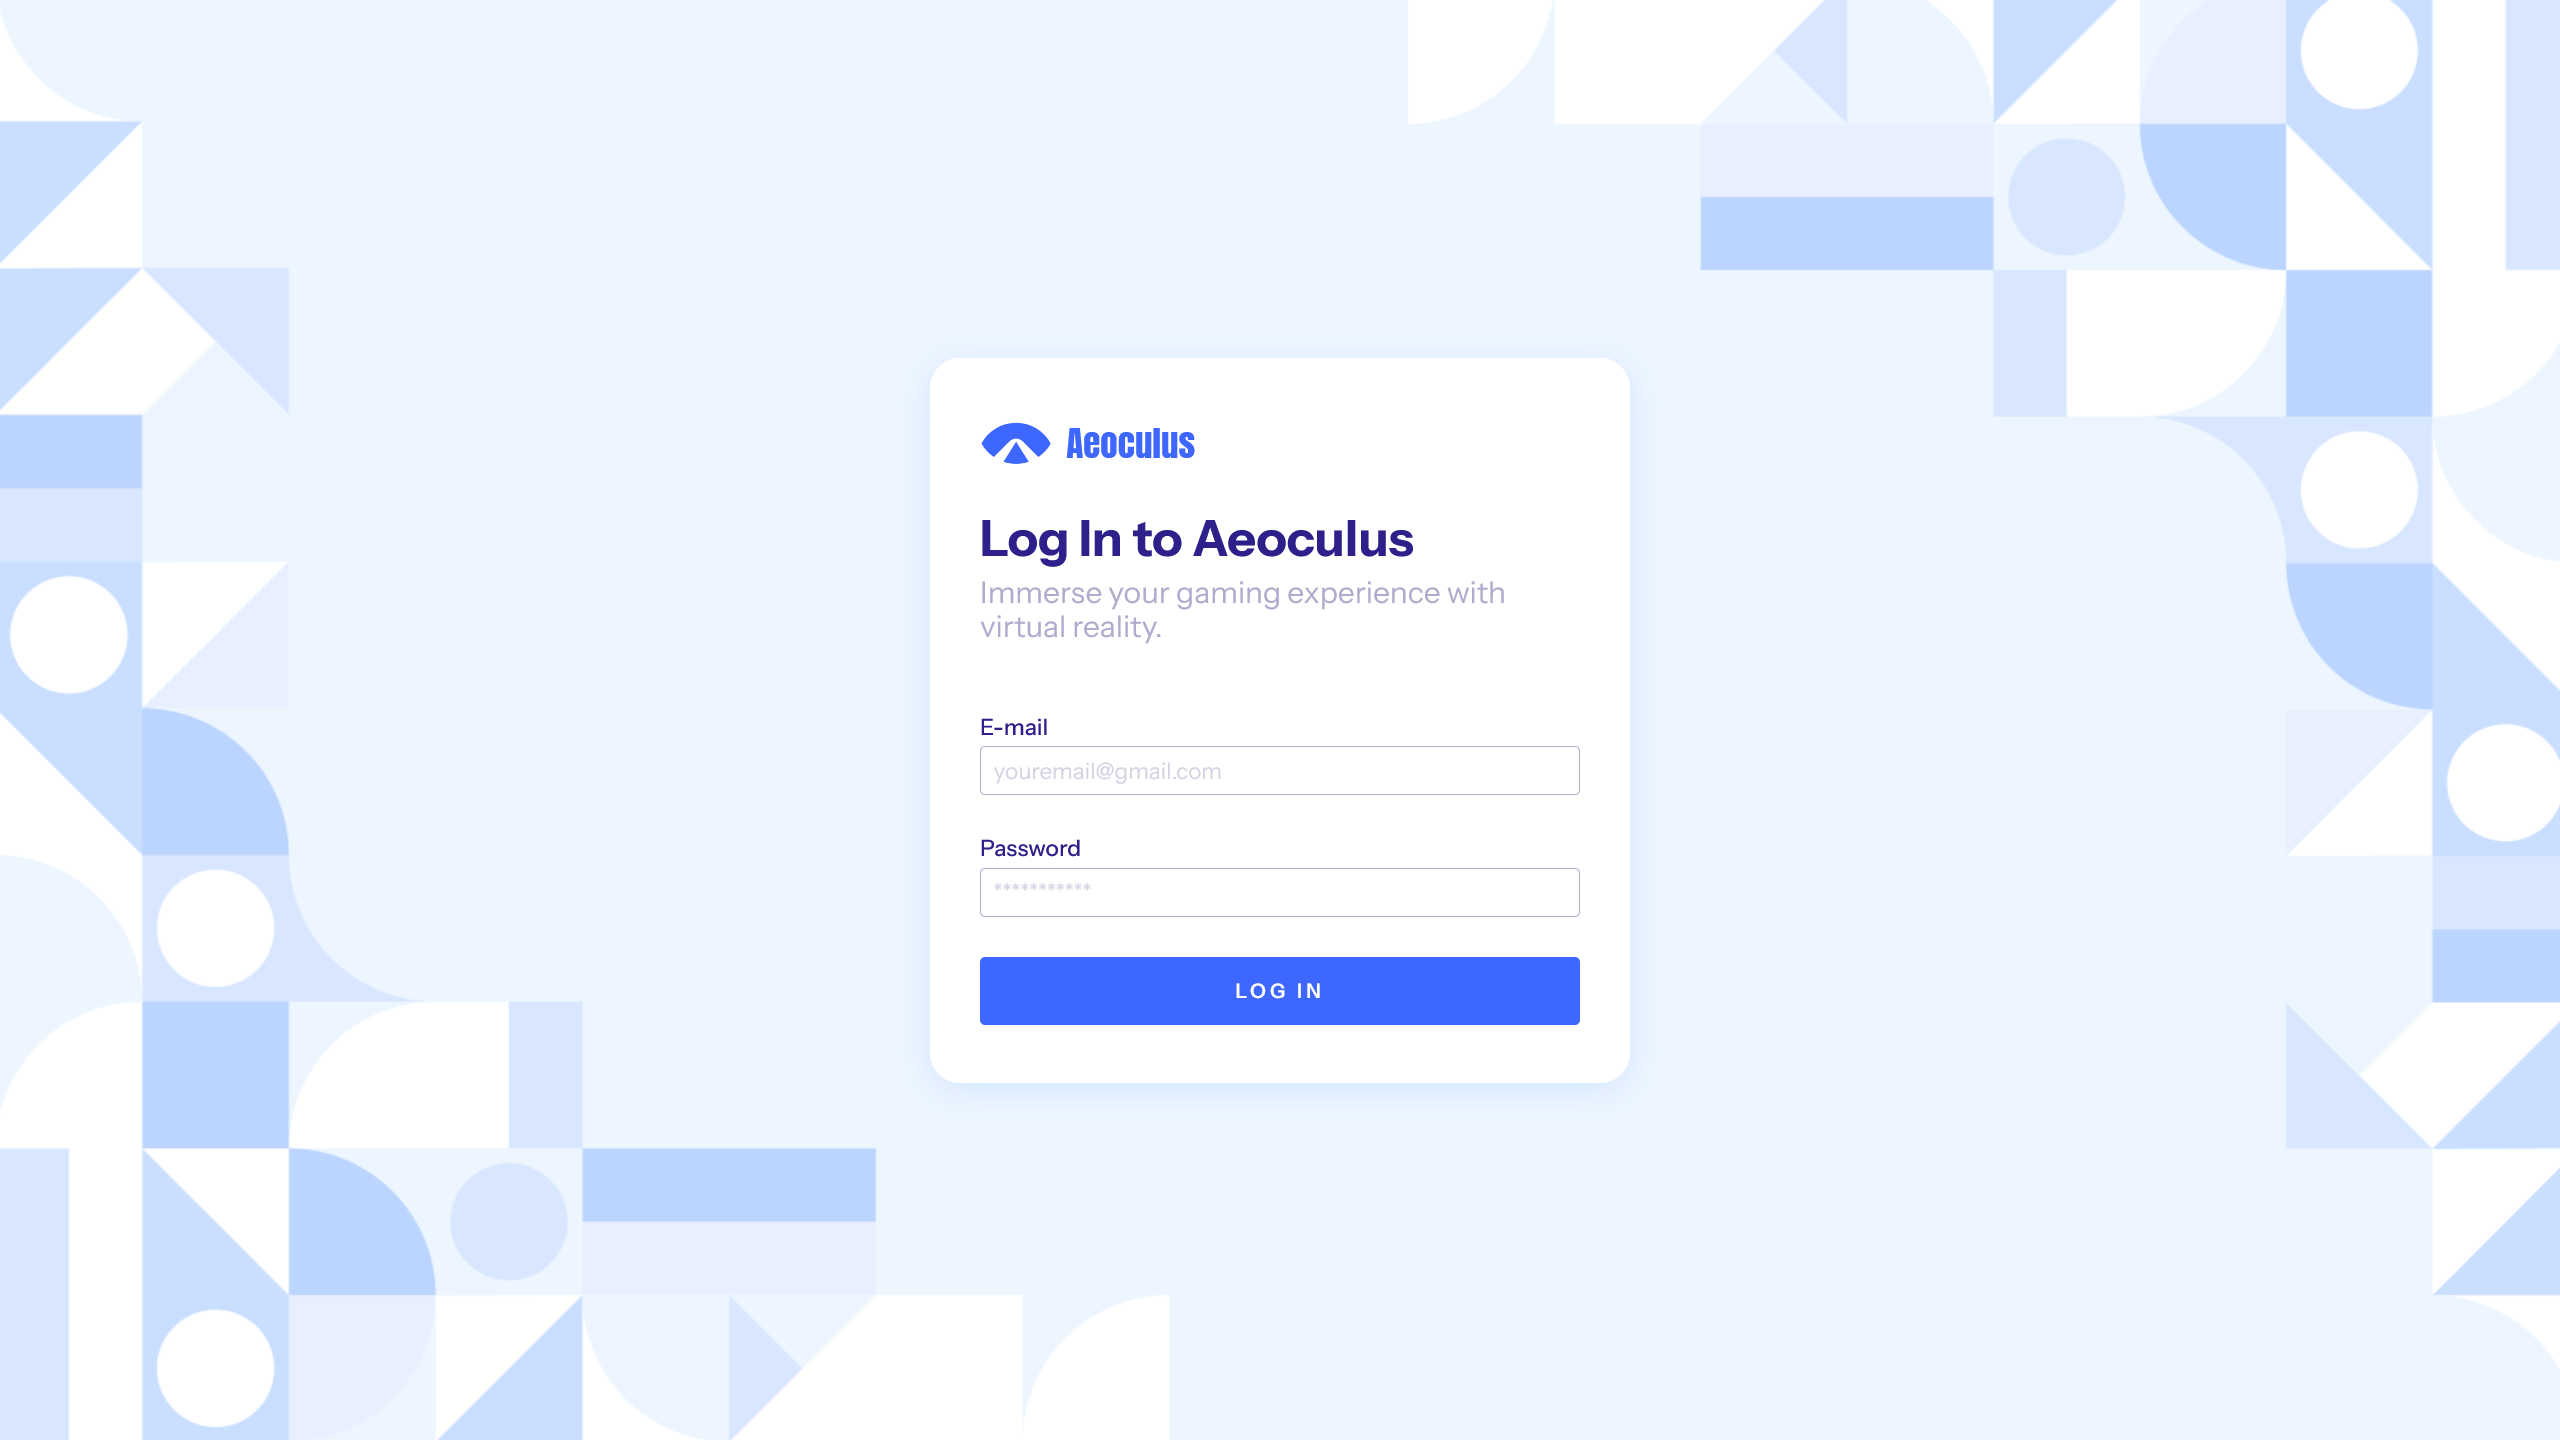 Aeoculus
Log In to Aeoculus
Immerse your gaming experience with
virtual reality.
E-mail
youremail@gmail.com
Password
***********
LOG IN